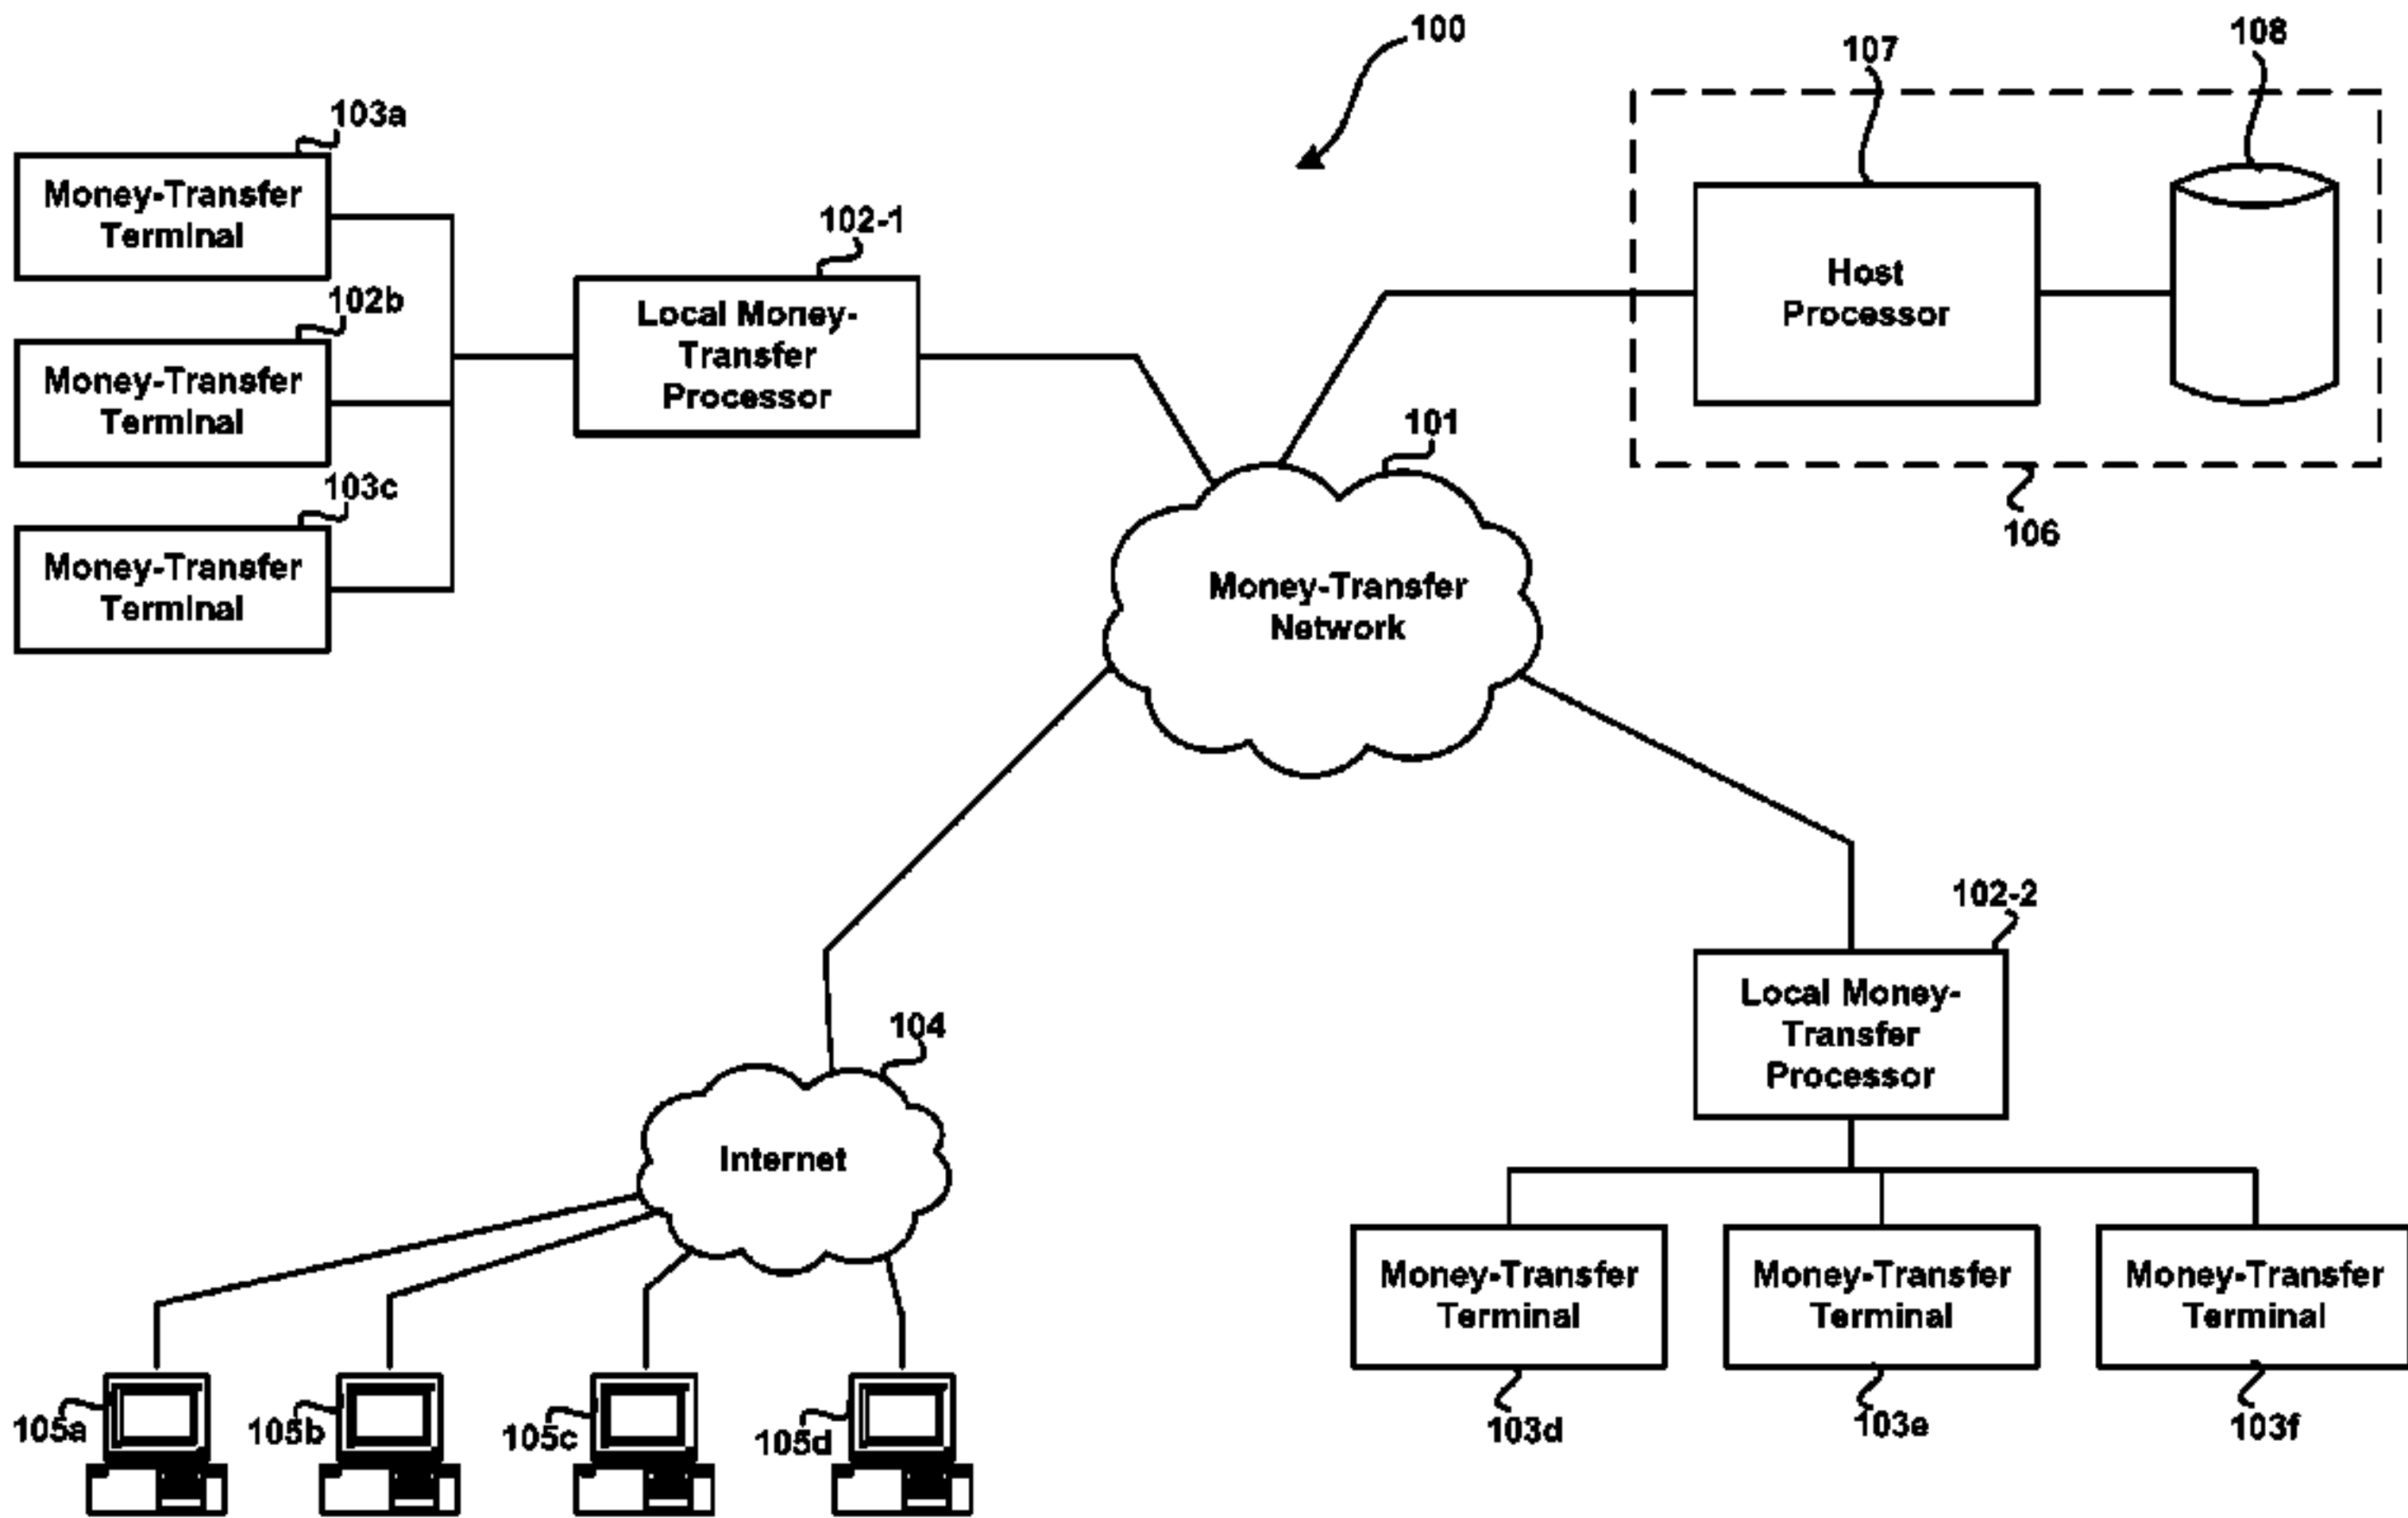 100
107
108
103a
Money-Transfer
Terminal
102-1
102b
Local Money-
Transfer
Processor
Host
Processor
Money-Transfer
Terminal
101
103c
106
Money-Transfer
Terminal
Money-Transfer
Network
102-2
Local Money-
Transfer
Processor
104
Internet
Money-Transfer
Terminal
Money-Transfer
Terminal
Money-Transfer
Terminal
105a
105b
105c
105d
103d
103e
103f